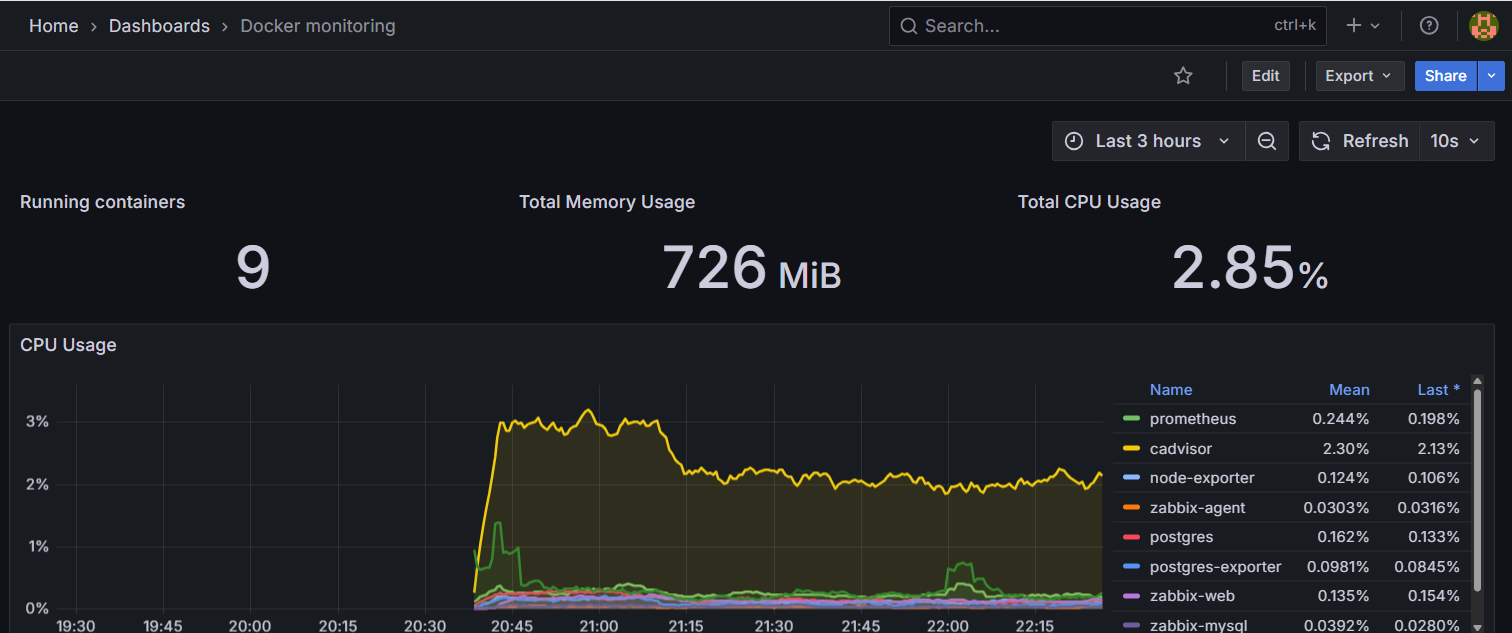 Home › Dashboards › Docker monitoring
Search... ctrl+k
Edit Export Share
Last 3 hours Refresh 10s
Running containers Total Memory Usage Total CPU Usage
9 726 MiB 2.85%
CPU Usage
Name Mean Last *
prometheus 0.244% 0.198%
cadvisor 2.30% 2.13%
node-exporter 0.124% 0.106%
zabbix-agent 0.0303% 0.0316%
postgres 0.162% 0.133%
postgres-exporter 0.0981% 0.0845%
zabbix-web 0.135% 0.154%
zabbix-mysql 0.0392% 0.0280%
3%
2%
1%
0%
19:30 19:45 20:00 20:15 20:30 20:45 21:00 21:15 21:30 21:45 22:00 22:15